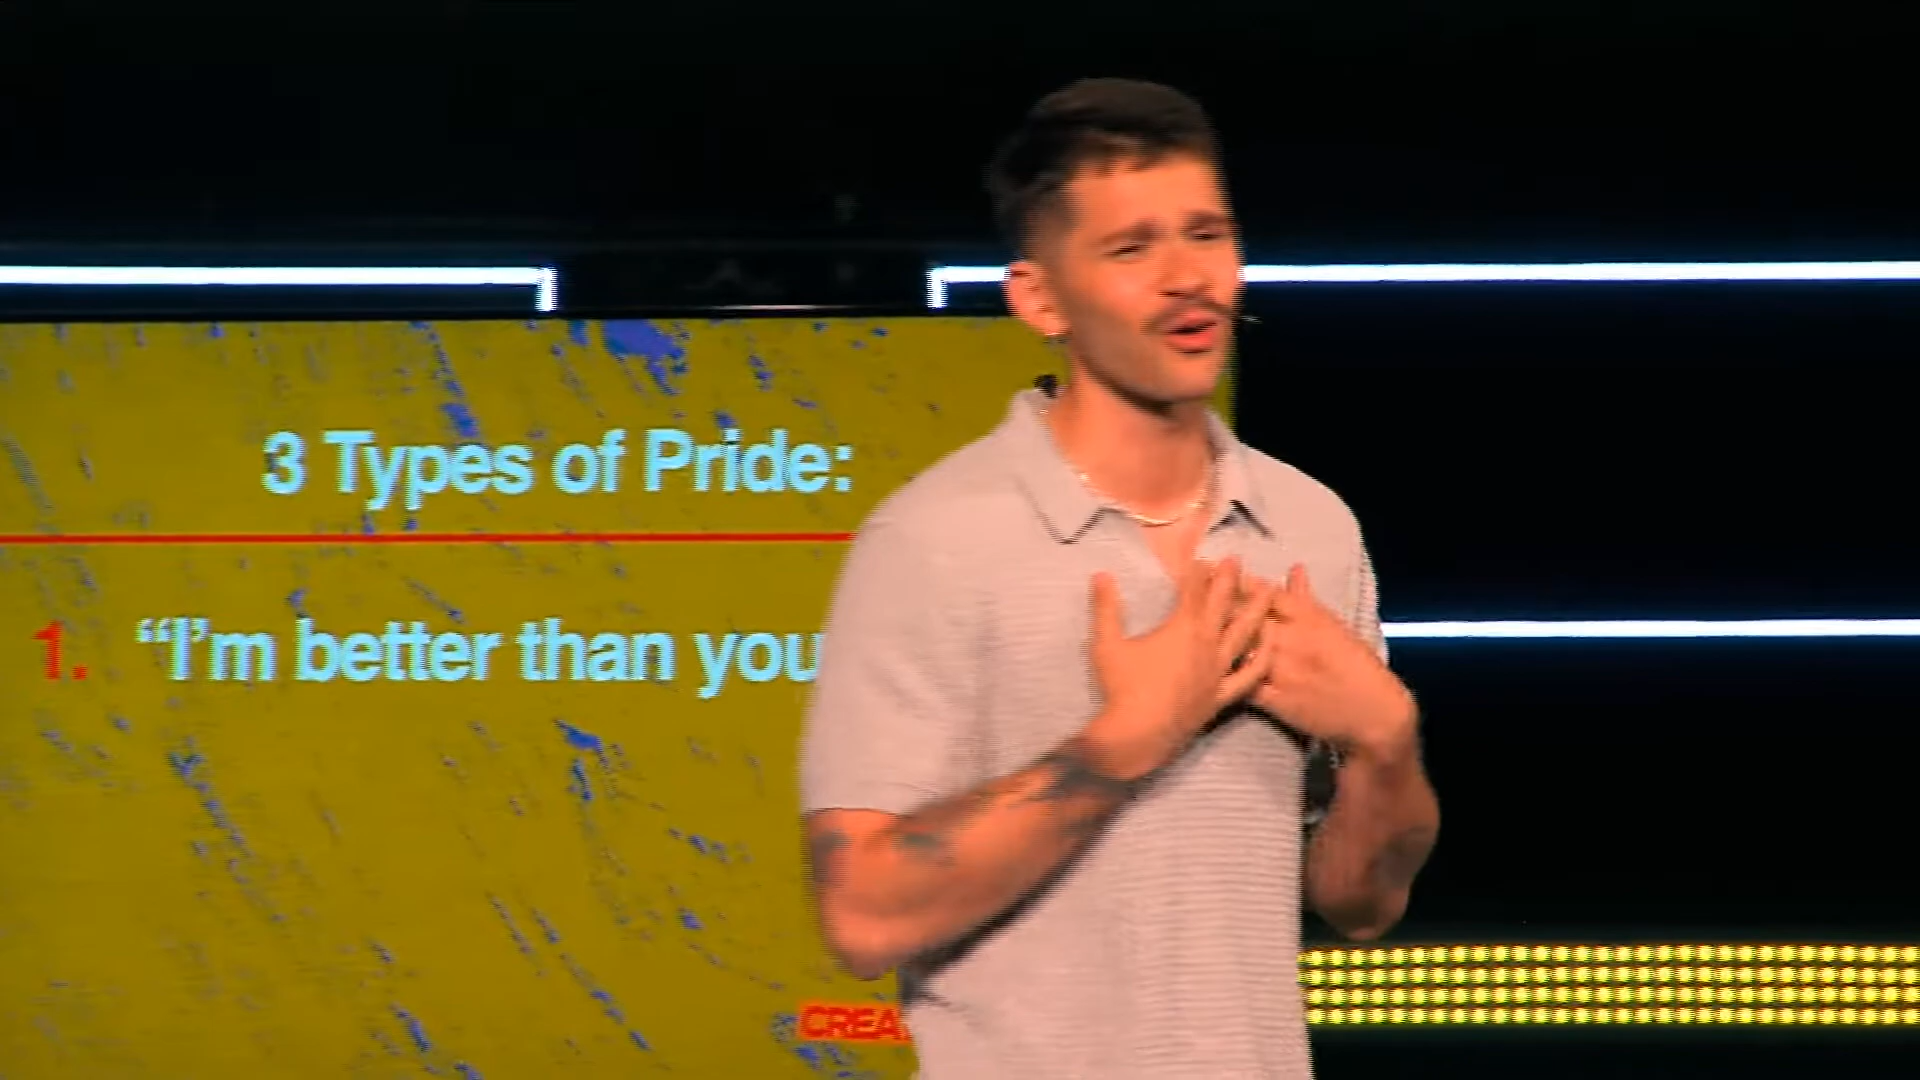 3 Types of Pride:
1. “I’m better than you
CREA